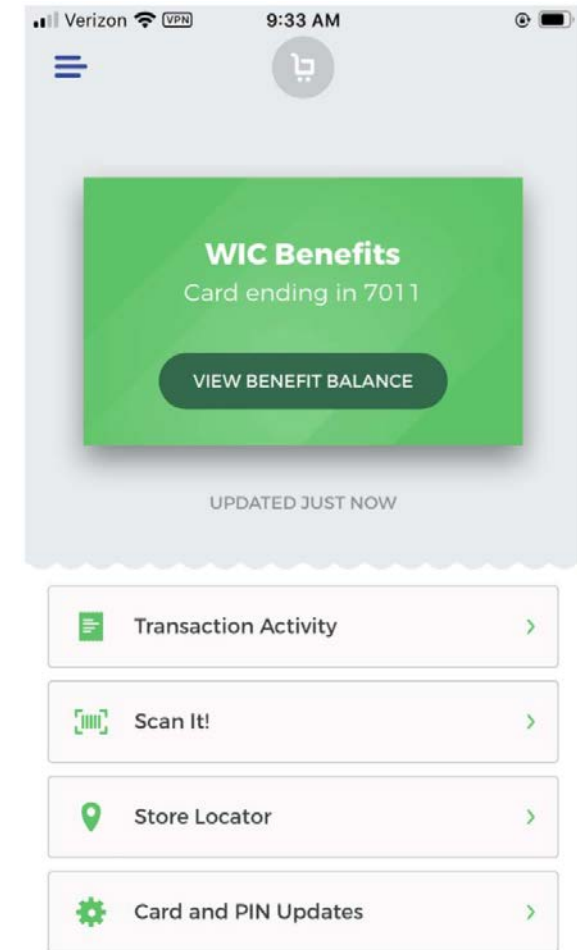 Verizon VPN 9:33 AM
WIC Benefits
Card ending in 7011
VIEW BENEFIT BALANCE
UPDATED JUST NOW
Transaction Activity
Scan It!
Store Locator
Card and PIN Updates